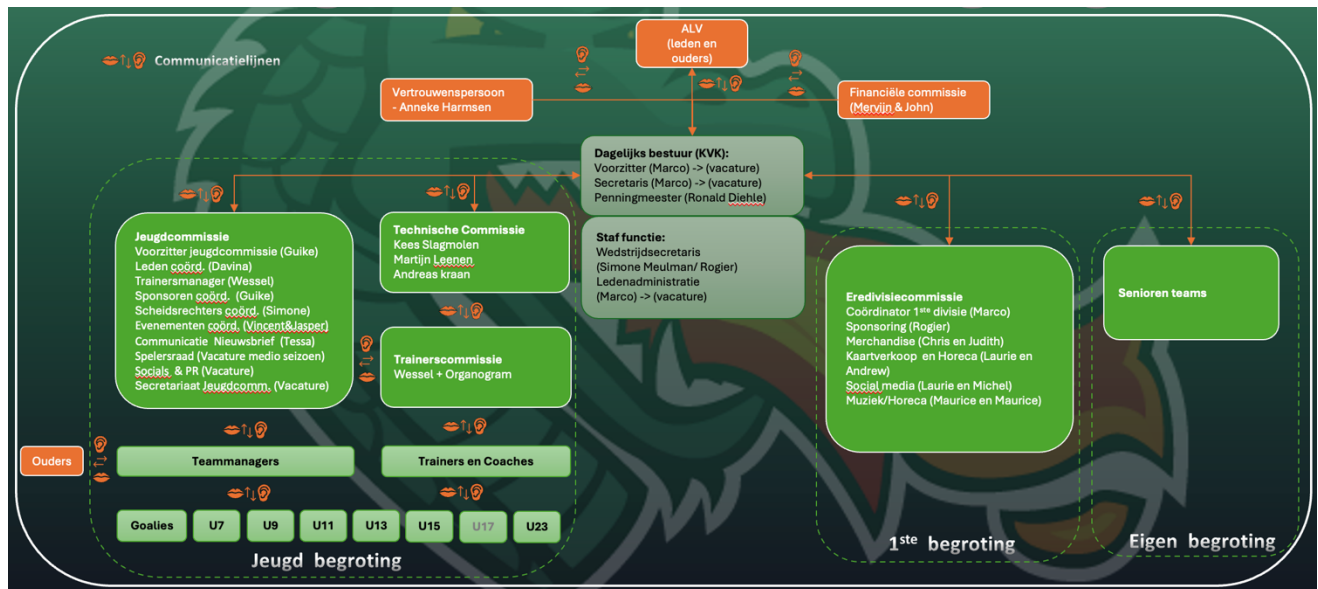 ALV
(leden en
ouders)
Communicatielijnen
Vertrouwenspersoon
- Anneke Harmsen
Financiële commissie
(Mervijn & John)
Dagelijks bestuur (KVK):
Voorzitter (Marco) -> (vacature)
Secretaris (Marco) -> (vacature)
Penningmeester (Ronald Diehle)
Staf functie:
Wedstrijdsecretaris
(Simone Meulman/ Rogier)
Ledenadministratie
(Marco) -> (vacature)
Jeugdcommissie
Voorzitter jeugdcommissie (Guike)
Leden coörd. (Davina)
Trainersmanager (Wessel)
Sponsoren coörd. (Guike)
Scheidsrechters coörd. (Simone)
Evenementen coörd. (Vincent&Jasper)
Communicatie Nieuwsbrief (Tessa)
Spelersraad (Vacature medio seizoen)
Socials & PR (Vacature)
Secretariaat Jeugdcomm. (Vacature)
Technische Commissie
Kees Slagmolen
Martijn Leenen
Andreas kraan
Trainerscommissie
Wessel + Organogram
Eredivisiecommissie
Coördinator 1ste divisie (Marco)
Sponsoring (Rogier)
Merchandise (Chris en Judith)
Kaartverkoop en Horeca (Laurie en
Andrew)
Social media (Laurie en Michel)
Muziek/Horeca (Maurice en Maurice)
Senioren teams
Ouders
Teammanagers
Trainers en Coaches
Goalies
U7
U9
U11
U13
U15
U17
U23
Jeugd begroting
1ste begroting
Eigen begroting